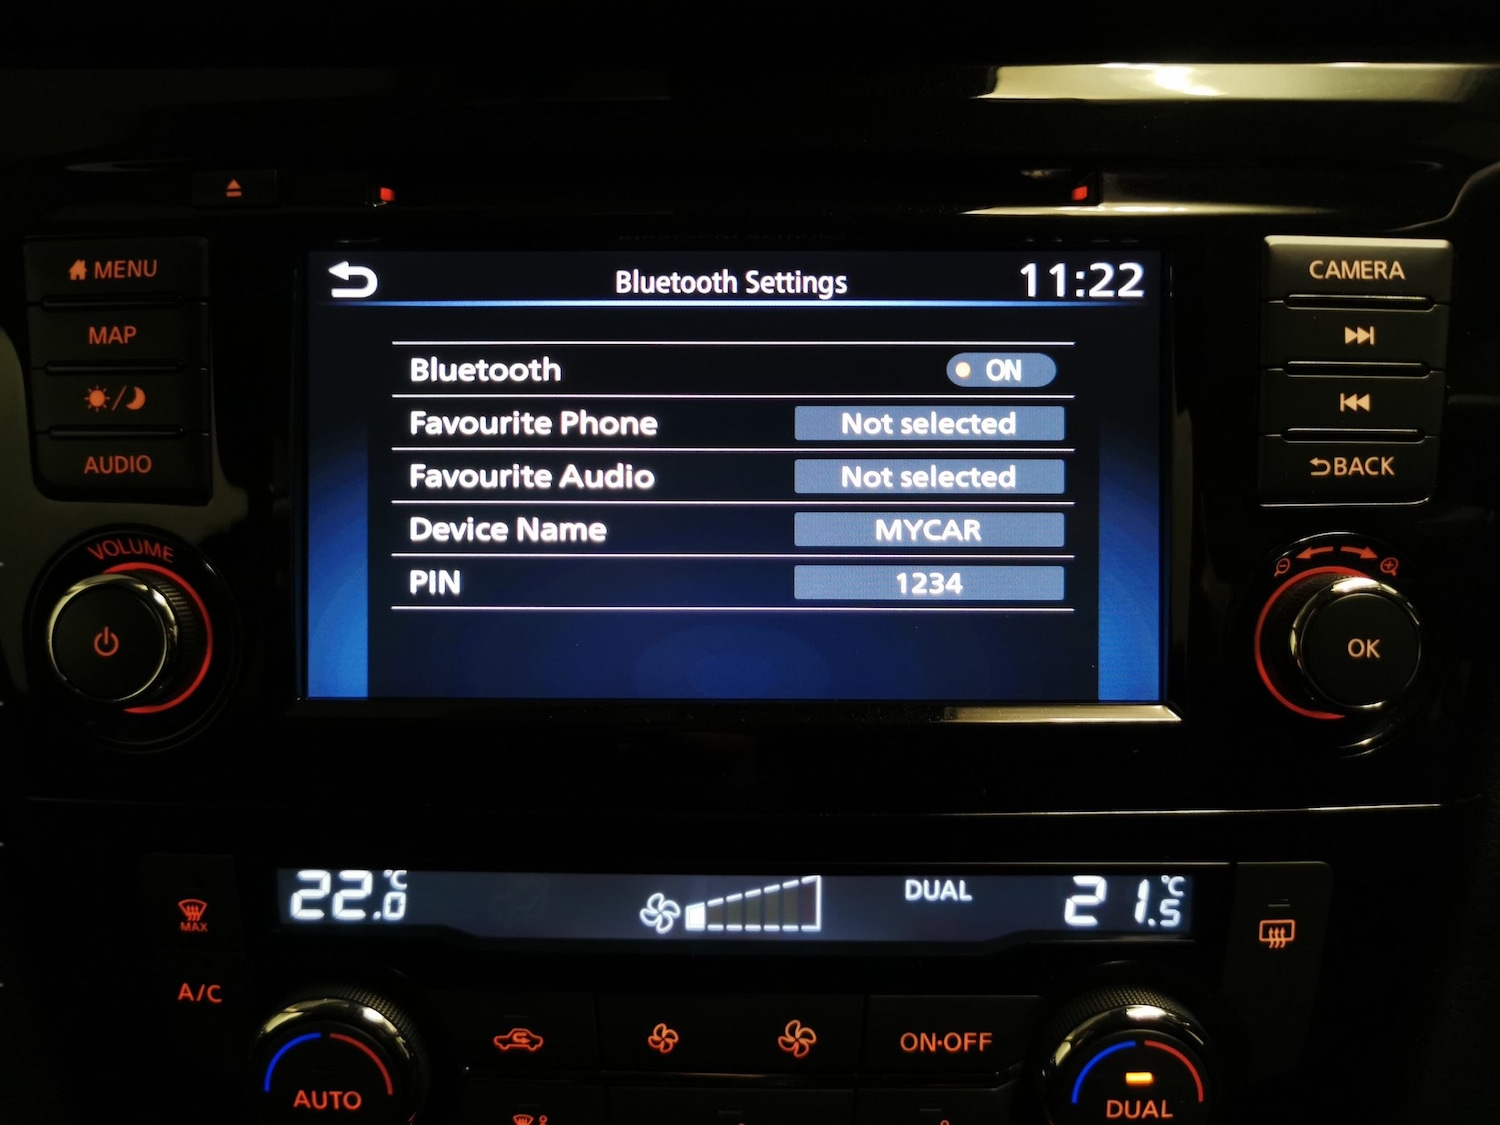 MENU
MAP
AUDIO
VOLUME
Bluetooth Settings 11:22
Bluetooth ON
Favourite Phone Not selected
Favourite Audio Not selected
Device Name MYCAR
PIN 1234
CAMERA
BACK
OK
22.0 °C DUAL 21.5 °C
MAX
A/C
AUTO
ON•OFF
DUAL